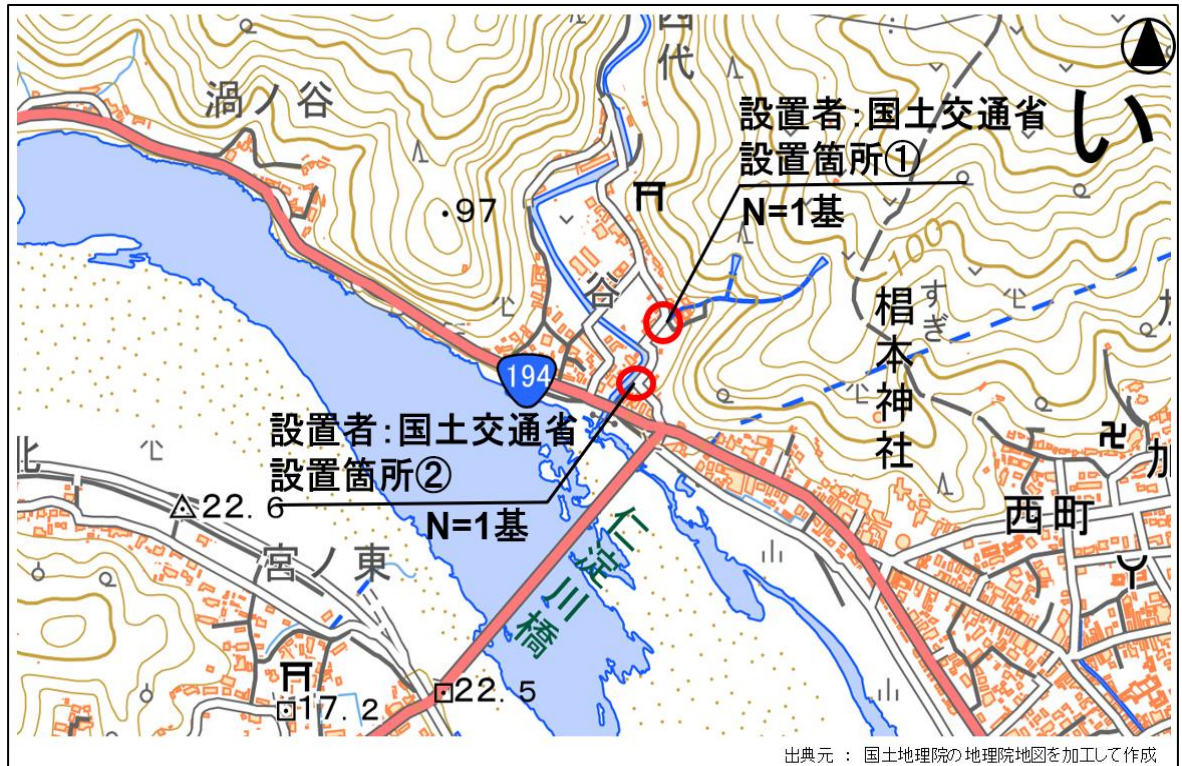 四代
渦ノ谷
設置者：国土交通省
設置箇所①
N=1基
い
・97
谷
100
すぎ
椙本神社
194
設置者：国土交通省
設置箇所②
N=1基
北
22.6
宮ノ東
仁淀川橋
西町
加
22.5
17.2
出典元 ： 国土地理院の地理院地図を加工して作成